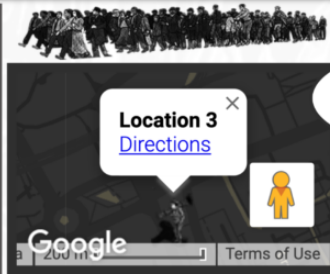 Location 3
Directions
Google
a
200 m
Terms of Use